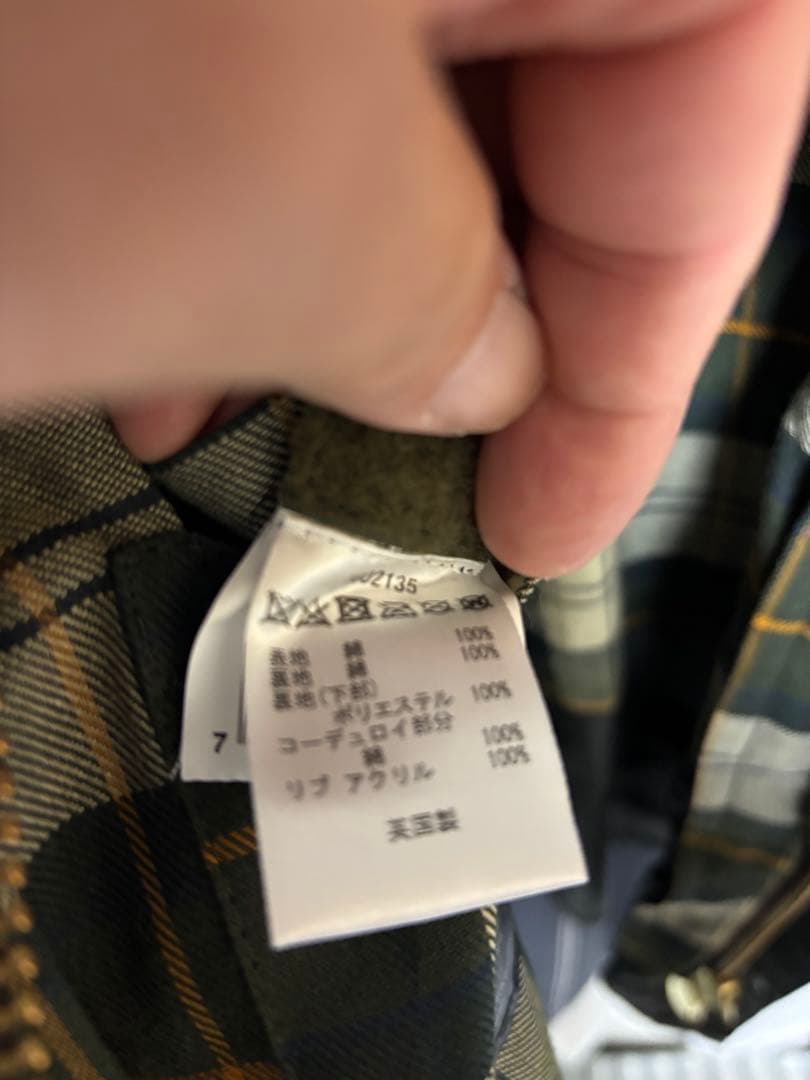 02135
表地 綿 100%
裏地 綿 100%
裏地(下部)
ポリエステル 100%
コーデュロイ部分
綿 100%
リブ アクリル 100%
英国製
7